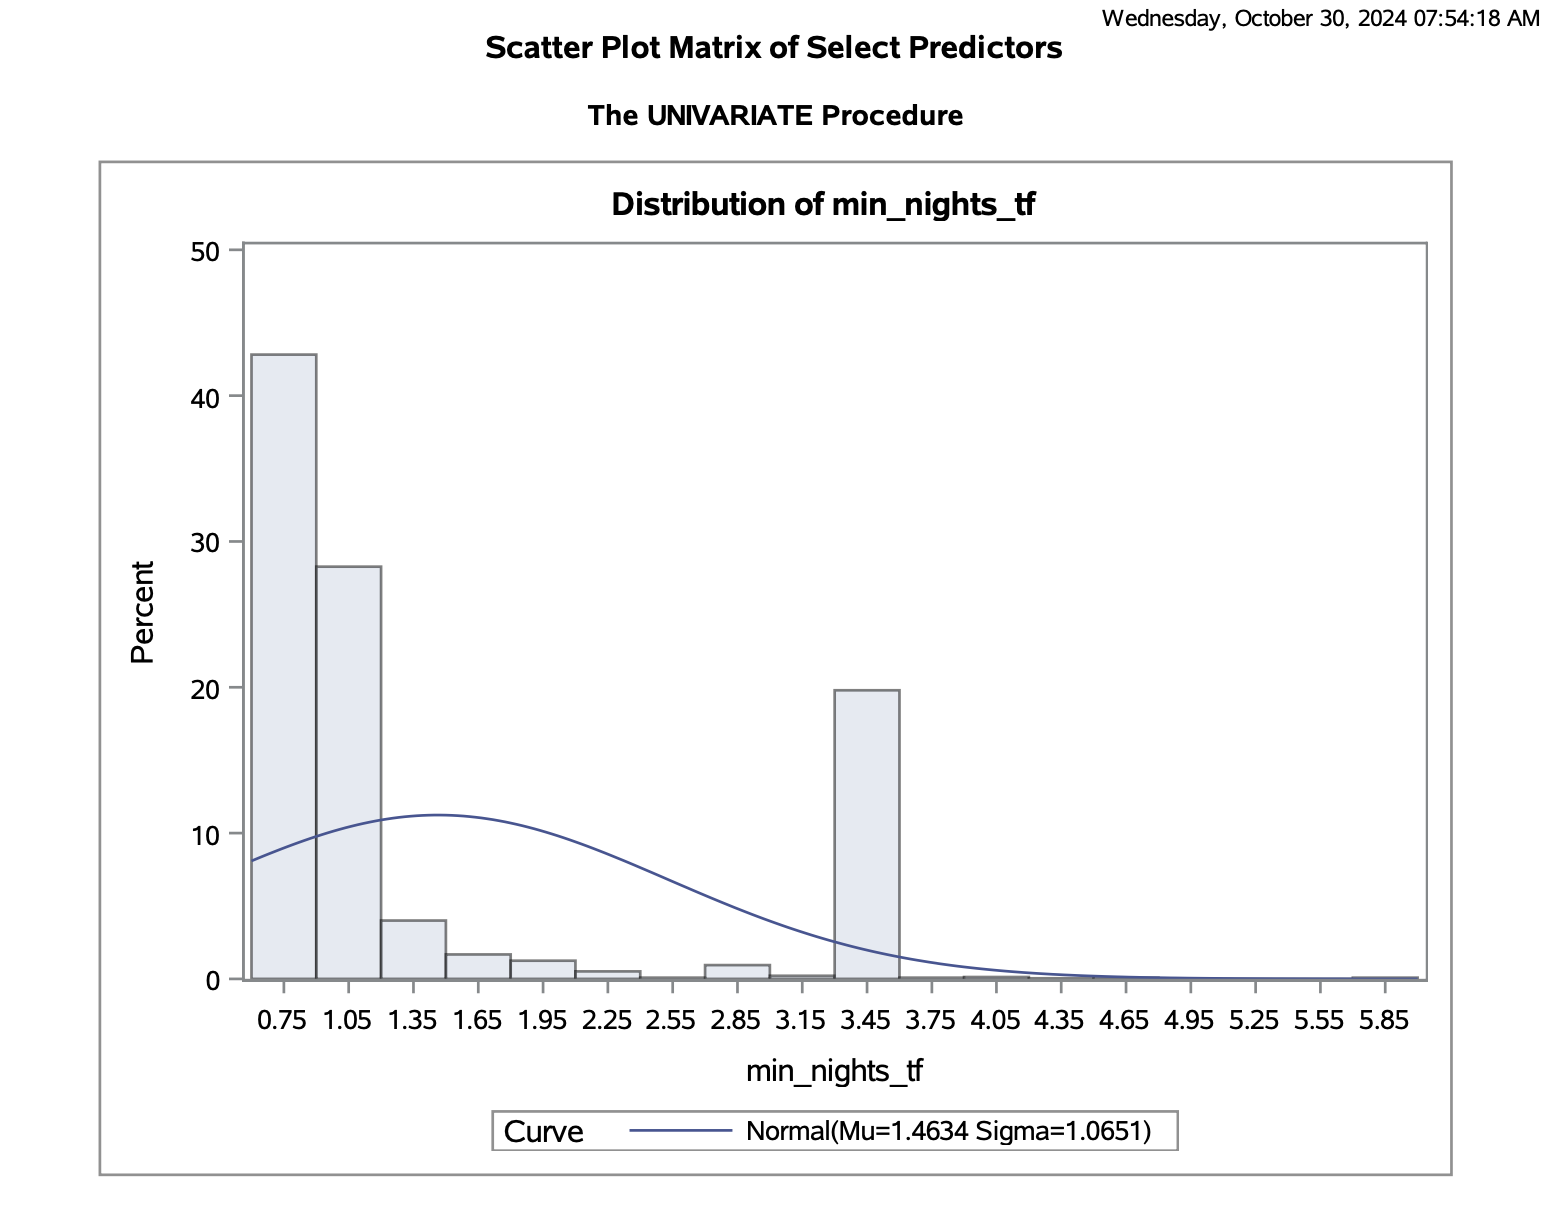 Wednesday, October 30, 2024 07:54:18 AM
Scatter Plot Matrix of Select Predictors
The UNIVARIATE Procedure
Distribution of min_nights_tf
50
40
30
20
10
0
Percent
0.75 1.05 1.35 1.65 1.95 2.25 2.55 2.85 3.15 3.45 3.75 4.05 4.35 4.65 4.95 5.25 5.55 5.85
min_nights_tf
Curve Normal(Mu=1.4634 Sigma=1.0651)